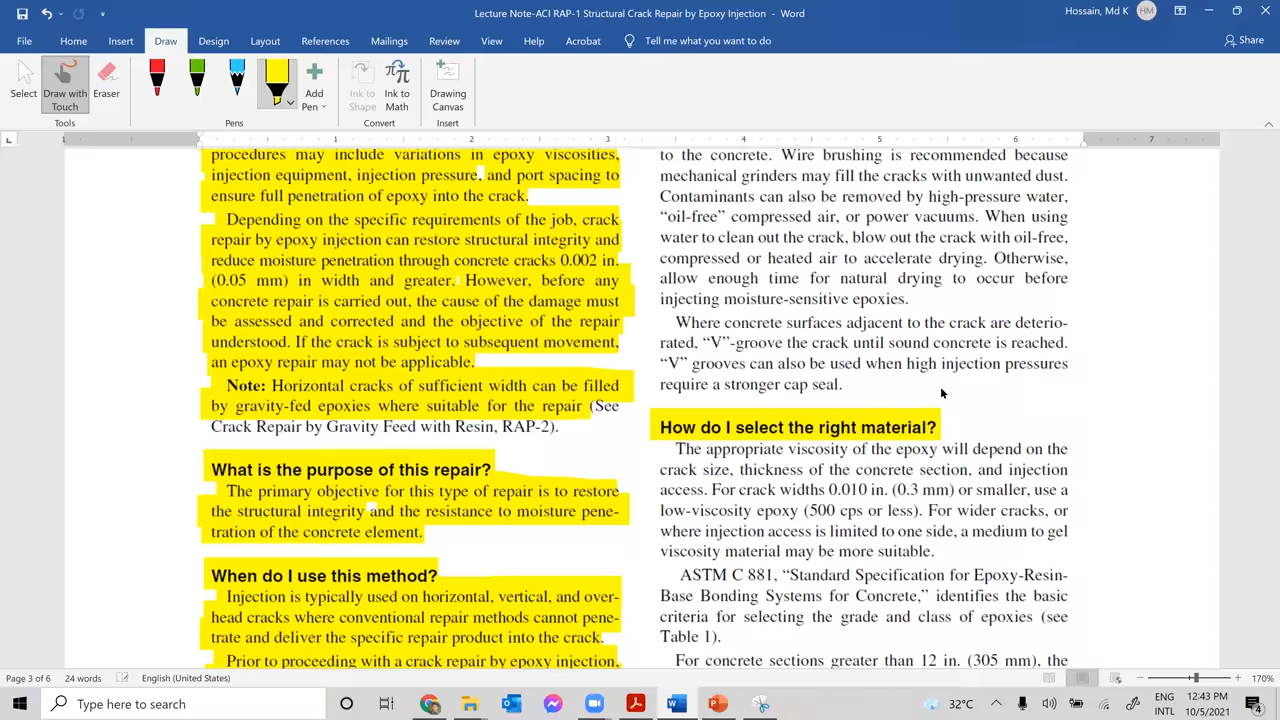 Lecture Note-ACI RAP-1 Structural Crack Repair by Epoxy Injection - Word
Hossain, Md K
HM
File
Home
Insert
Draw
Design
Layout
References
Mailings
Review
View
Help
Acrobat
Tell me what you want to do
Share
Select
Draw with Touch
Eraser
Add Pen
Ink to Shape
Ink to Math
Drawing Canvas
Tools
Pens
Convert
Insert
1
1
2
3
4
5
6
7
procedures may include variations in epoxy viscosities,
injection equipment, injection pressure, and port spacing to
ensure full penetration of epoxy into the crack.
Depending on the specific requirements of the job, crack
repair by epoxy injection can restore structural integrity and
reduce moisture penetration through concrete cracks 0.002 in.
(0.05 mm) in width and greater. However, before any
concrete repair is carried out, the cause of the damage must
be assessed and corrected and the objective of the repair
understood. If the crack is subject to subsequent movement,
an epoxy repair may not be applicable.
Note: Horizontal cracks of sufficient width can be filled
by gravity-fed epoxies where suitable for the repair (See
Crack Repair by Gravity Feed with Resin, RAP-2).
What is the purpose of this repair?
The primary objective for this type of repair is to restore
the structural integrity and the resistance to moisture pene-
tration of the concrete element.
When do I use this method?
Injection is typically used on horizontal, vertical, and over-
head cracks where conventional repair methods cannot pene-
trate and deliver the specific repair product into the crack.
Prior to proceeding with a crack repair by epoxy injection,
to the concrete. Wire brushing is recommended because
mechanical grinders may fill the cracks with unwanted dust.
Contaminants can also be removed by high-pressure water,
“oil-free” compressed air, or power vacuums. When using
water to clean out the crack, blow out the crack with oil-free,
compressed or heated air to accelerate drying. Otherwise,
allow enough time for natural drying to occur before
injecting moisture-sensitive epoxies.
Where concrete surfaces adjacent to the crack are deterio-
rated, “V”-groove the crack until sound concrete is reached.
“V” grooves can also be used when high injection pressures
require a stronger cap seal.
How do I select the right material?
The appropriate viscosity of the epoxy will depend on the
crack size, thickness of the concrete section, and injection
access. For crack widths 0.010 in. (0.3 mm) or smaller, use a
low-viscosity epoxy (500 cps or less). For wider cracks, or
where injection access is limited to one side, a medium to gel
viscosity material may be more suitable.
ASTM C 881, “Standard Specification for Epoxy-Resin-
Base Bonding Systems for Concrete,” identifies the basic
criteria for selecting the grade and class of epoxies (see
Table 1).
For concrete sections greater than 12 in. (305 mm), the
Page 3 of 6
24 words
English (United States)
170%
Type here to search
32°C
ENG
INTL
12:43 PM
10/5/2021
4